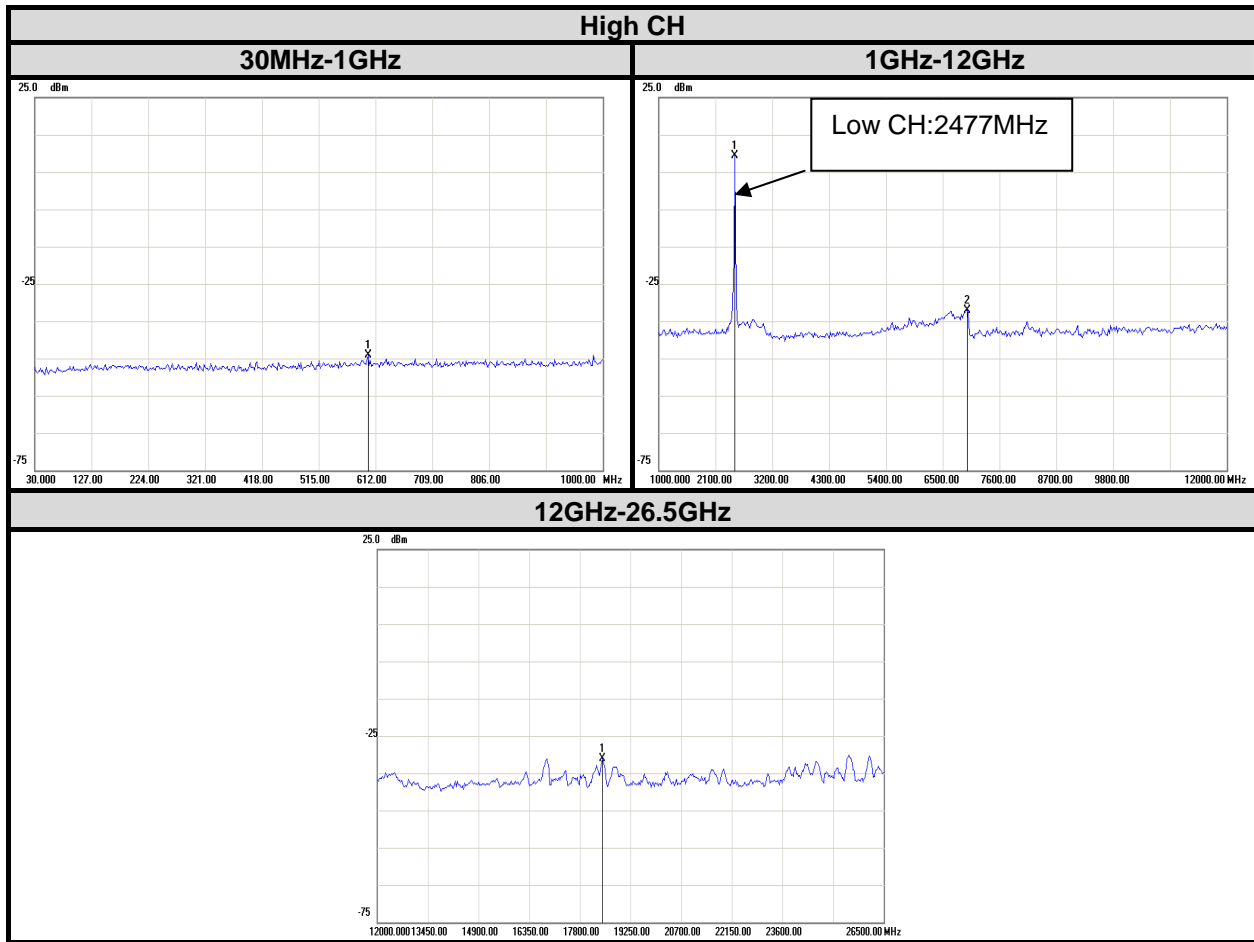 High CH
30MHz-1GHz
1GHz-12GHz
25.0 dBm
1
-25
-75
30.000 127.00 224.00 321.00 418.00 515.00 612.00 709.00 806.00 1000.00 MHz
25.0 dBm
Low CH:2477MHz
1
-25
2
-75
1000.000 2100.00 3200.00 4300.00 5400.00 6500.00 7600.00 8700.00 9800.00 12000.00 MHz
12GHz-26.5GHz
25.0 dBm
-25
1
-75
12000.000 13450.00 14900.00 16350.00 17800.00 19250.00 20700.00 22150.00 23600.00 26500.00 MHz